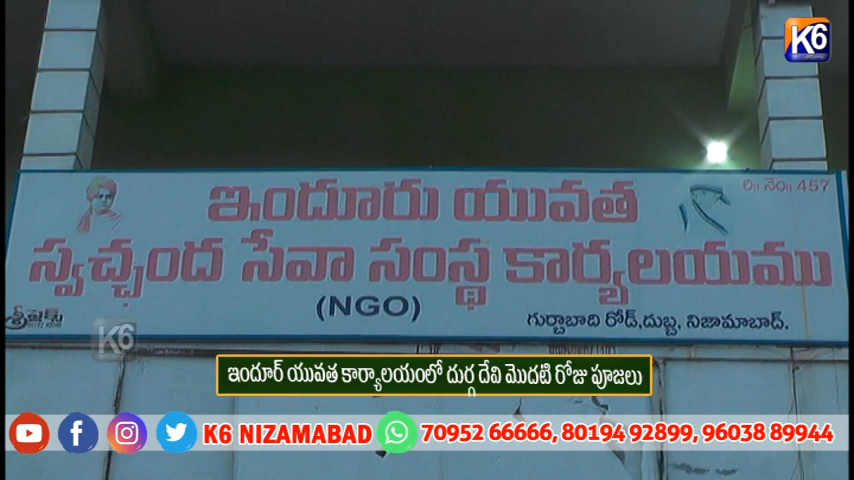 K6
ఇందూరు యువత
రి॥ నెం॥ 457
స్వచ్ఛంద సేవా సంస్థ కార్యలయము
(NGO)
గుర్భాబాది రోడ్,దుబ్బ, నిజామాబాద్.
K6
ఇందూర్ యువత కార్యాలయంలో దుర్గ దేవి మొదటి రోజు పూజలు
K6 NIZAMABAD 70952 66666, 80194 92899, 96038 89944